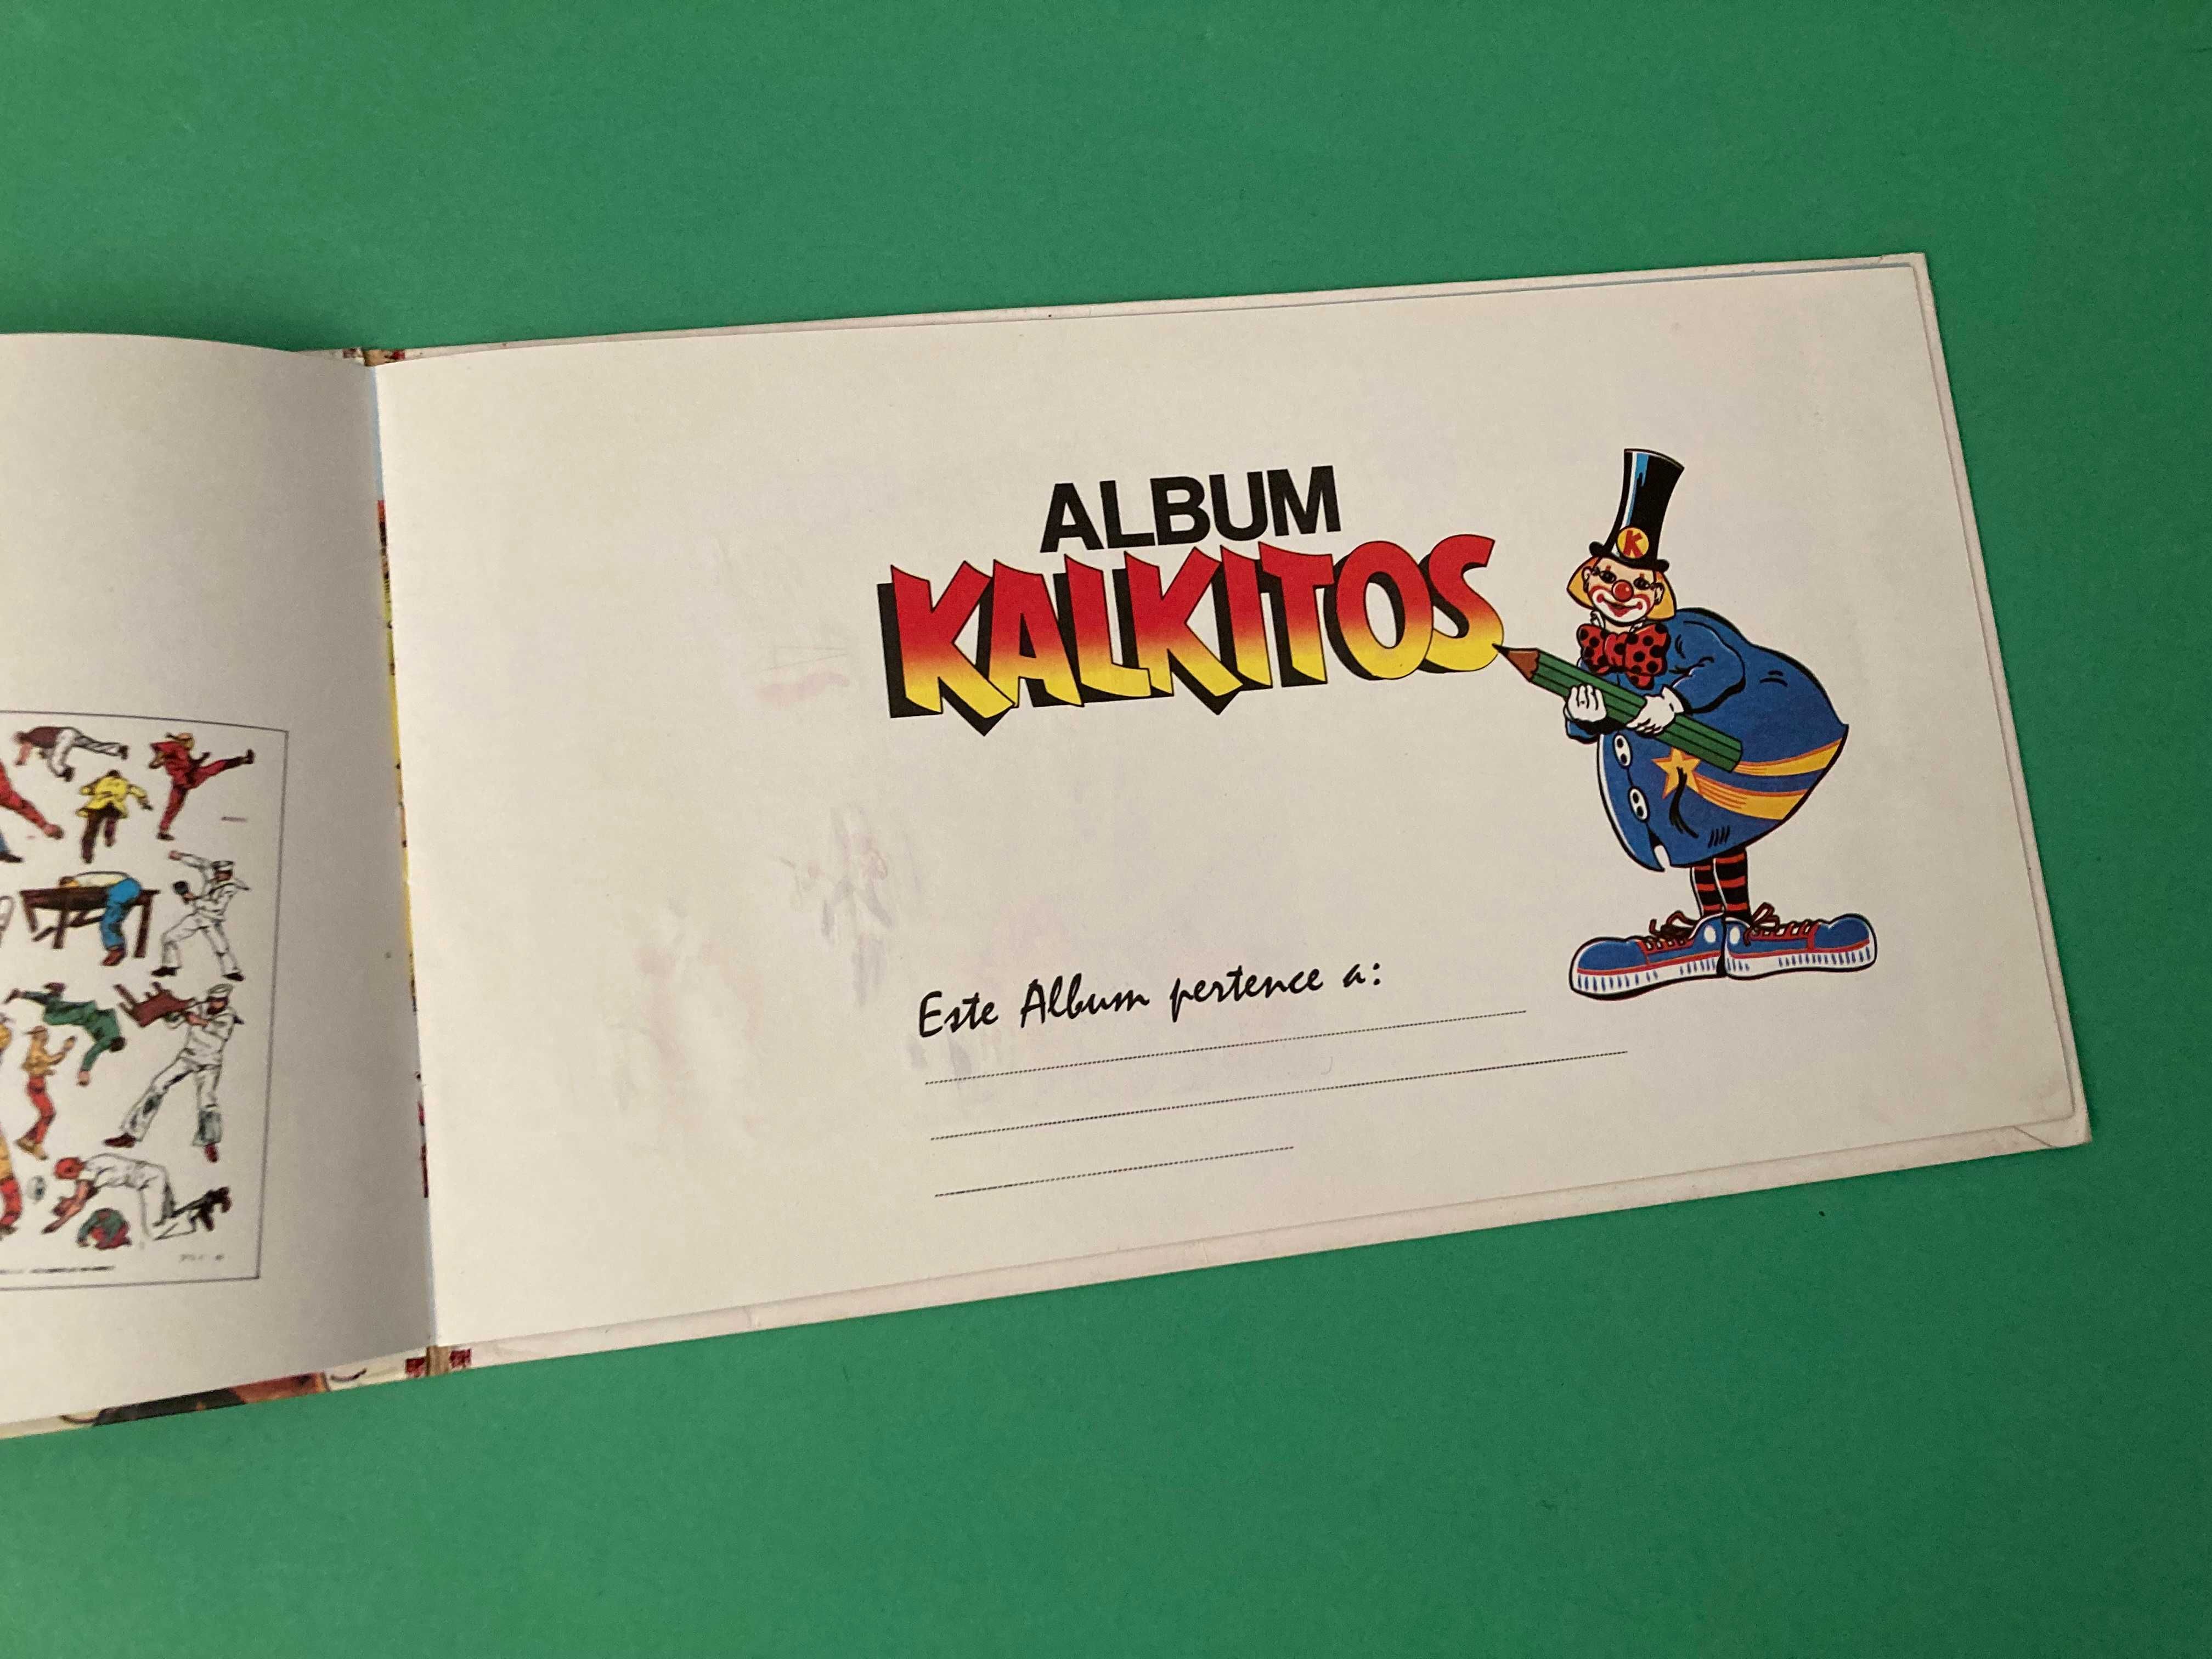 ALBUM
KALKITOS
K
Este Album pertence a: